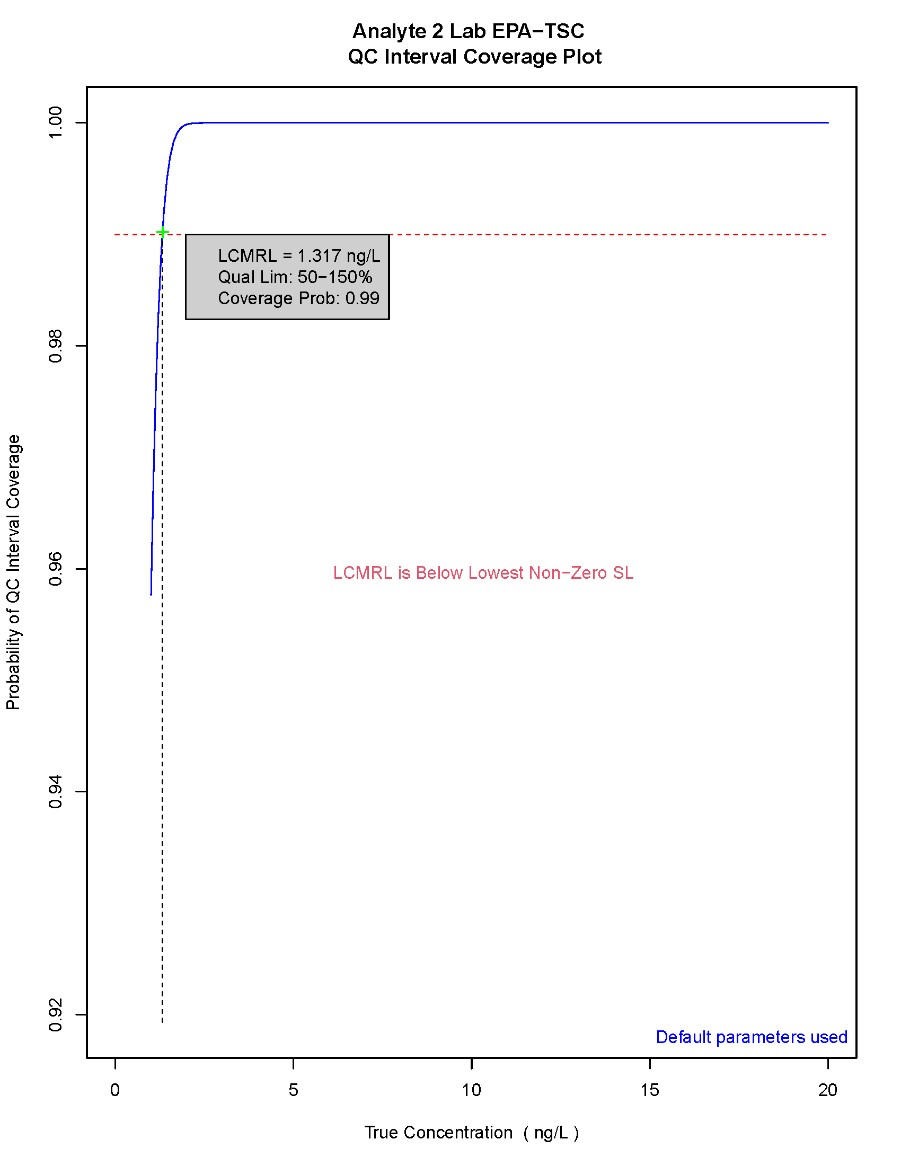 Analyte 2 Lab EPA−TSC
QC Interval Coverage Plot
1.00
0.98
0.96
0.94
0.92
Probability of QC Interval Coverage
LCMRL = 1.317 ng/L
Qual Lim: 50−150%
Coverage Prob: 0.99
LCMRL is Below Lowest Non−Zero SL
Default parameters used
0 5 10 15 20
True Concentration ( ng/L )